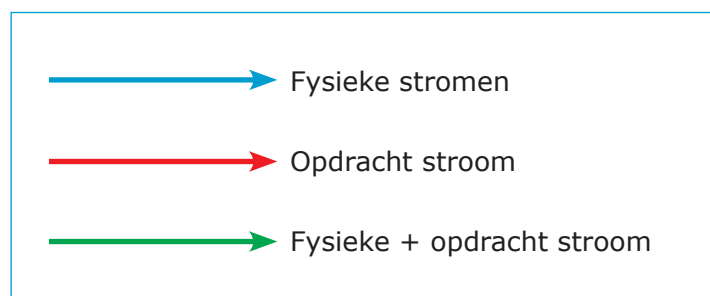 Fysieke stromen
Opdracht stroom
Fysieke + opdracht stroom